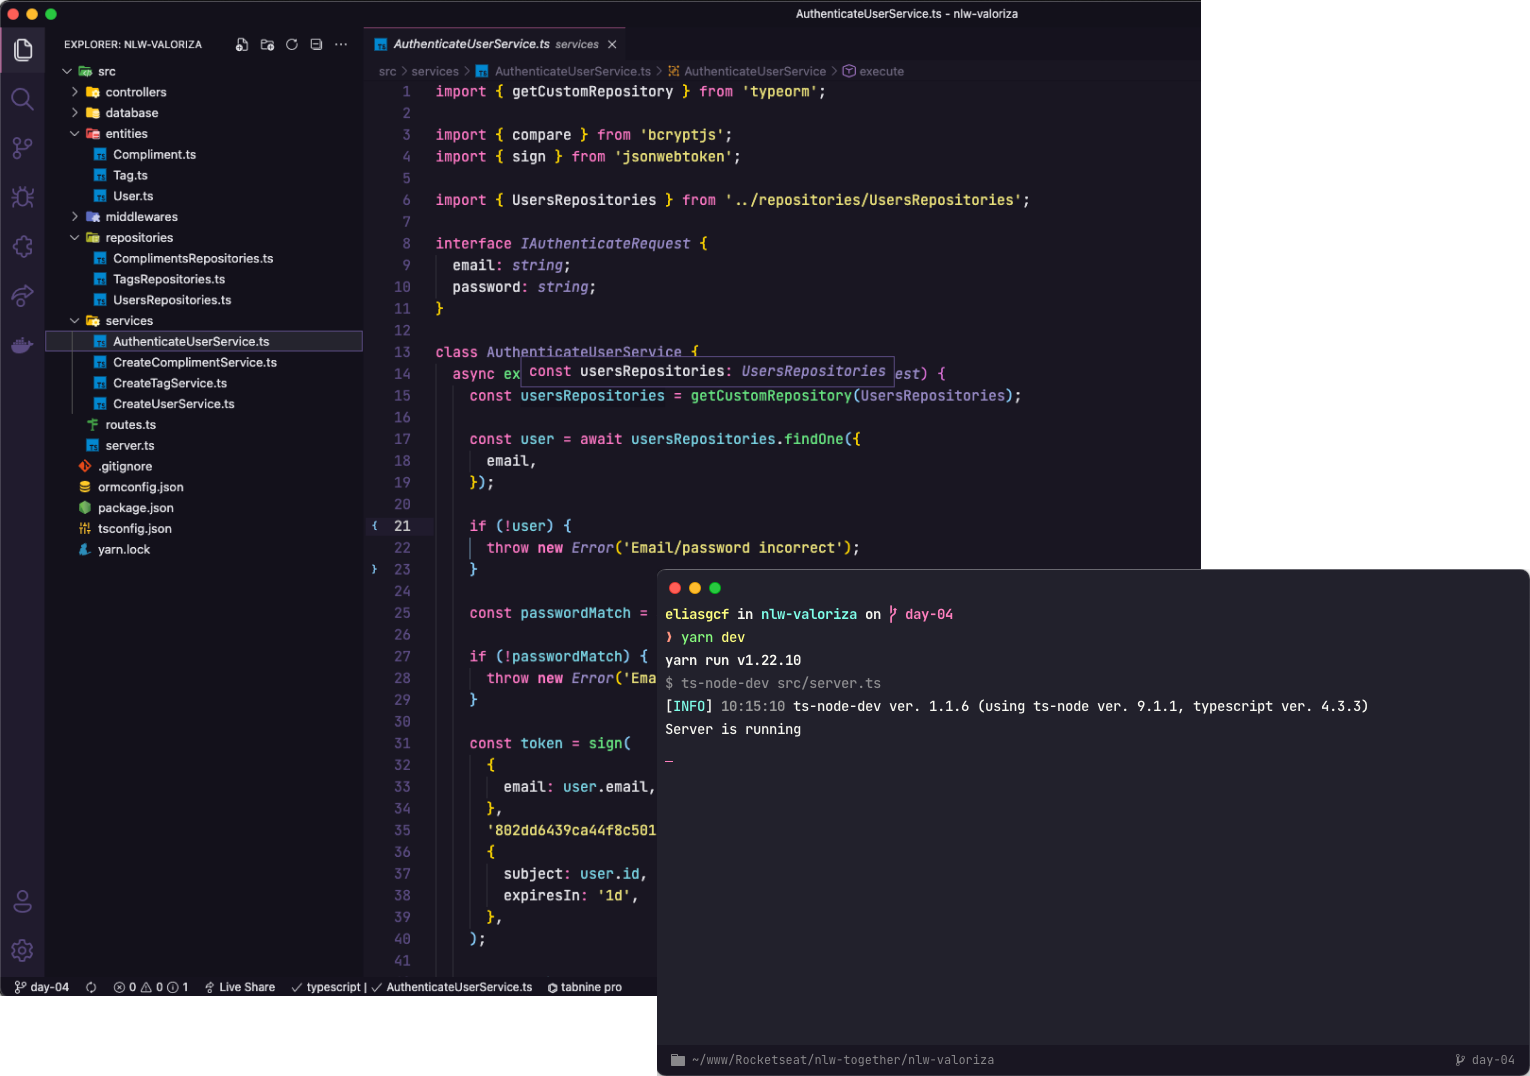 AuthenticateUserService.ts - nlw-valoriza
EXPLORER: NLW-VALORIZA
src
controllers
database
entities
Compliment.ts
Tag.ts
User.ts
middlewares
repositories
ComplimentsRepositories.ts
TagsRepositories.ts
UsersRepositories.ts
services
AuthenticateUserService.ts
CreateComplimentService.ts
CreateTagService.ts
CreateUserService.ts
routes.ts
server.ts
.gitignore
ormconfig.json
package.json
tsconfig.json
yarn.lock
AuthenticateUserService.ts services
src > services > AuthenticateUserService.ts > AuthenticateUserService > execute
1 import { getCustomRepository } from 'typeorm';
2
3 import { compare } from 'bcryptjs';
4 import { sign } from 'jsonwebtoken';
5
6 import { UsersRepositories } from '../repositories/UsersRepositories';
7
8 interface IAuthenticateRequest {
9 email: string;
10 password: string;
11 }
12
13 class AuthenticateUserService {
const usersRepositories: UsersRepositories
14 async ex est) {
15 const usersRepositories = getCustomRepository(UsersRepositories);
16
17 const user = await usersRepositories.findOne({
18 email,
19 });
20
21 if (!user) {
22 throw new Error('Email/password incorrect');
23 }
24
25 const passwordMatch =
26
27 if (!passwordMatch) {
28 throw new Error('Ema
29 }
30
31 const token = sign(
32 {
33 email: user.email,
34 },
35 '802dd6439ca44f8c501
36 {
37 subject: user.id,
38 expiresIn: '1d',
39 },
40 );
41
day-04 0 0 1 Live Share typescript | AuthenticateUserService.ts tabnine pro
eliasgcf in nlw-valoriza on day-04
❯ yarn dev
yarn run v1.22.10
$ ts-node-dev src/server.ts
[INFO] 10:15:10 ts-node-dev ver. 1.1.6 (using ts-node ver. 9.1.1, typescript ver. 4.3.3)
Server is running
_
~/www/Rocketseat/nlw-together/nlw-valoriza
day-04